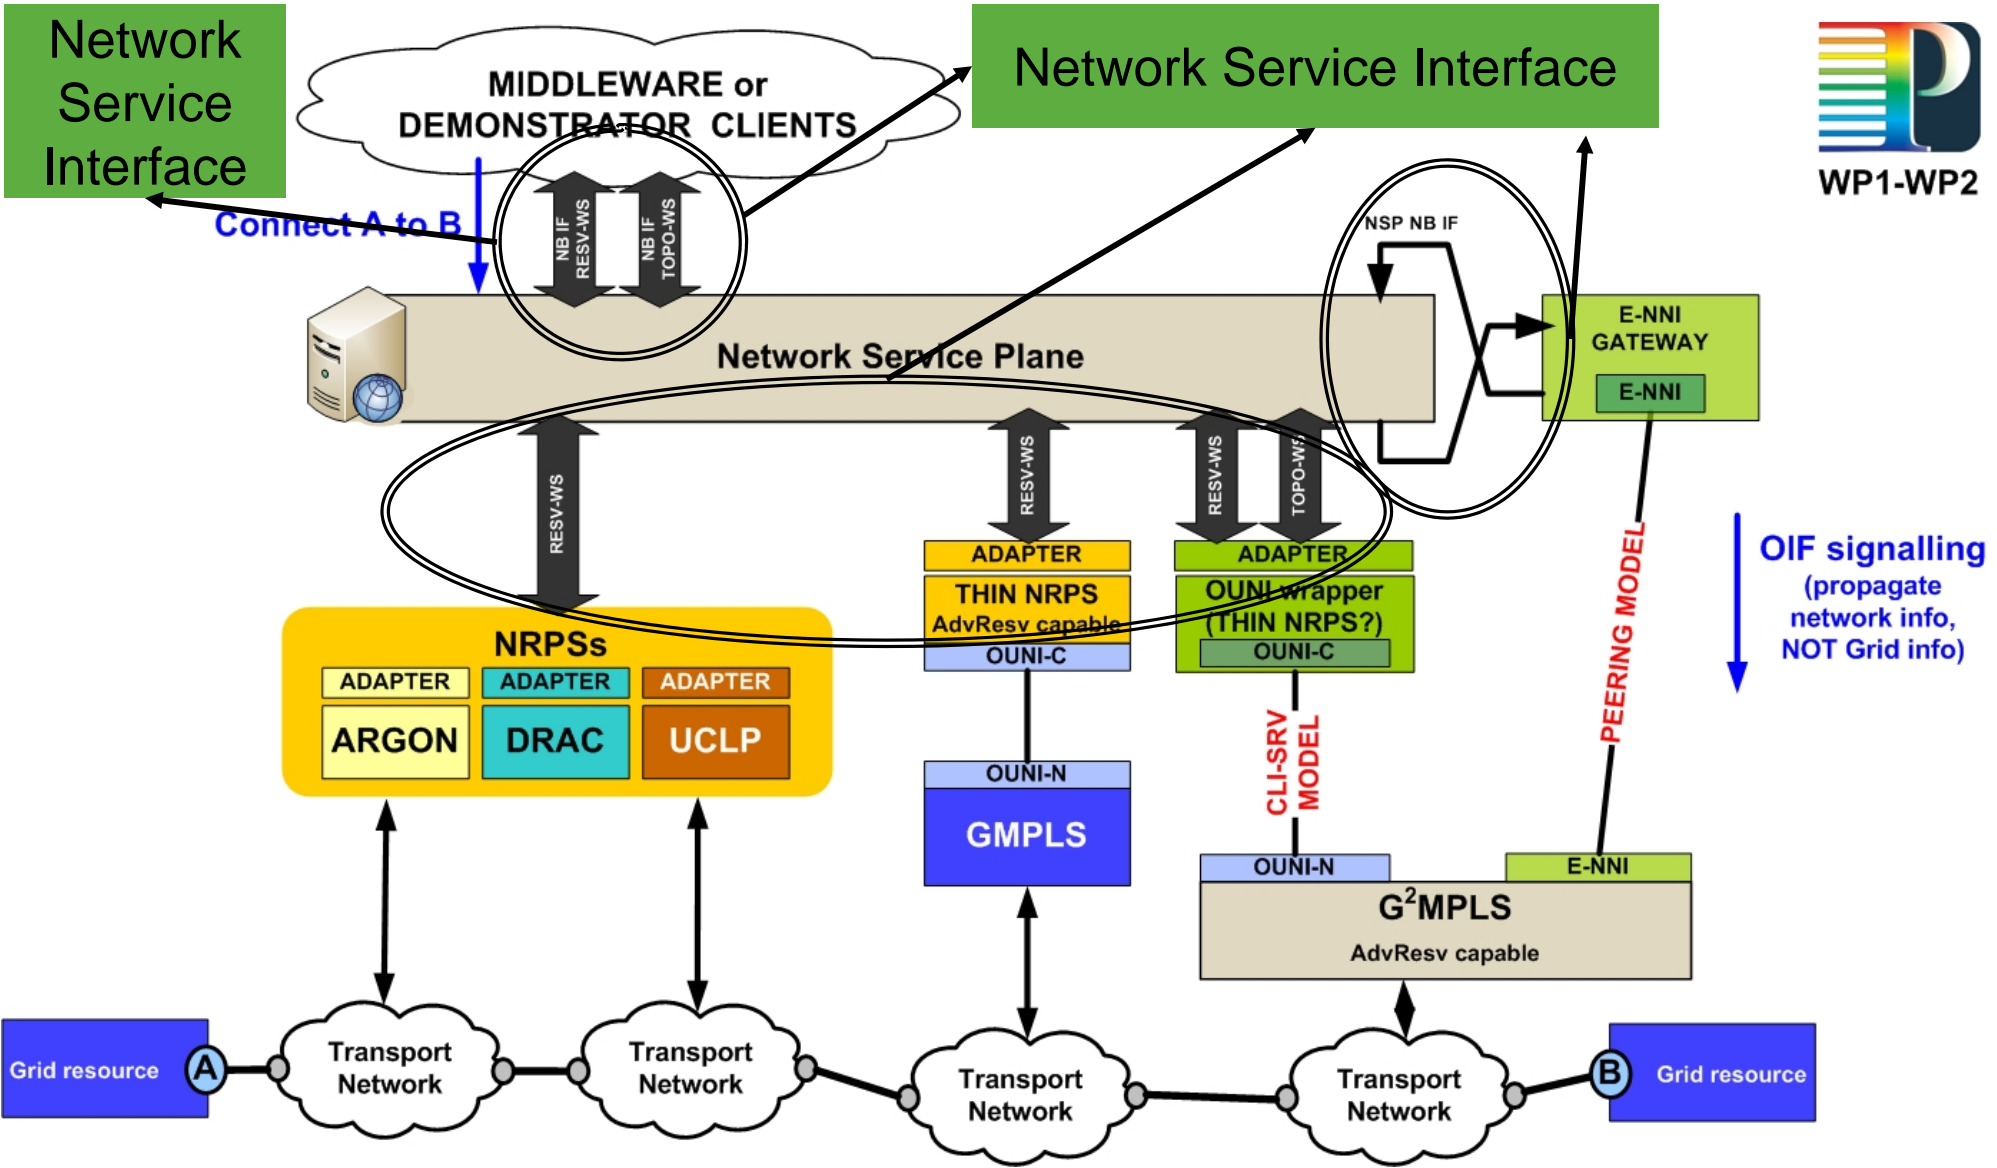 Network
Service
Interface
MIDDLEWARE or
DEMONSTRATOR CLIENTS
Network Service Interface
P
WP1-WP2
Connect A to B
NB IF
RESV-WS
NB IF
TOPO-WS
NSP NB IF
Network Service Plane
E-NNI
GATEWAY
E-NNI
RESV-WS
RESV-WS
RESV-WS
TOPO-WS
ADAPTER
THIN NRPS
AdvResv capable
OUNI-C
ADAPTER
OUNI wrapper
(THIN NRPS?)
OUNI-C
PEERING MODEL
OIF signalling
(propagate
network info,
NOT Grid info)
NRPSs
ADAPTER
ADAPTER
ADAPTER
ARGON
DRAC
UCLP
OUNI-N
GMPLS
CLI-SRV
MODEL
OUNI-N
E-NNI
G²MPLS
AdvResv capable
Grid resource
A
Transport
Network
Transport
Network
Transport
Network
Transport
Network
B
Grid resource